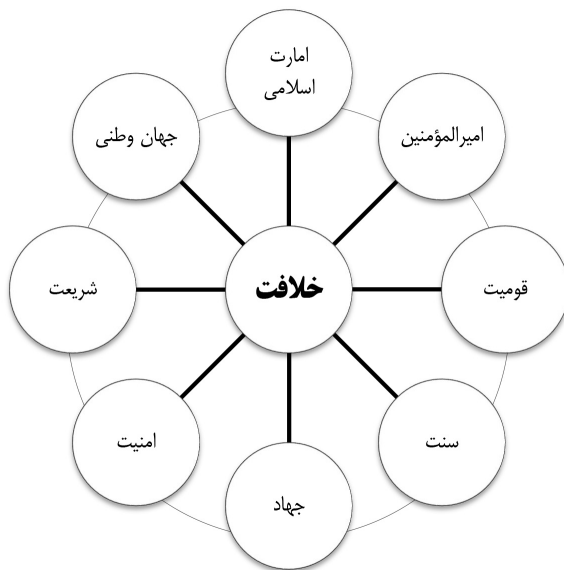 امارت
اسلامی
امیرالمؤمنین
جهان وطنی
خلافت
قومیت
شریعت
سنت
امنیت
جهاد